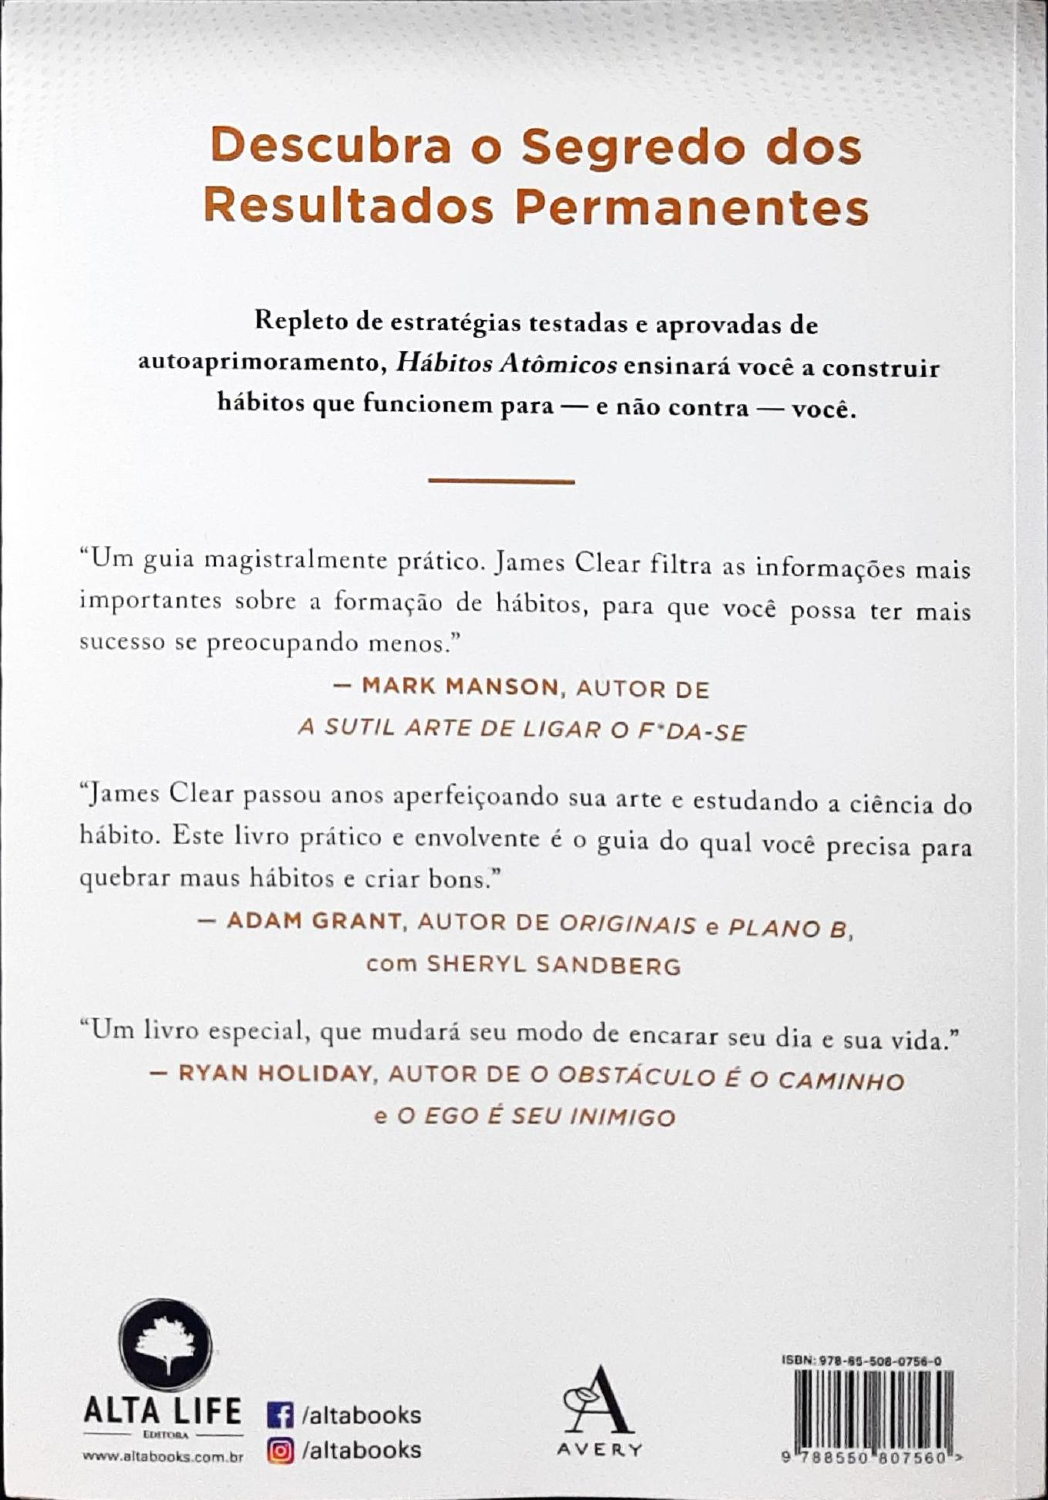 Descubra o Segredo dos
Resultados Permanentes
Repleto de estratégias testadas e aprovadas de
autoaprimoramento, Hábitos Atômicos ensinará você a construir
hábitos que funcionem para — e não contra — você.
“Um guia magistralmente prático. James Clear filtra as informações mais
importantes sobre a formação de hábitos, para que você possa ter mais
sucesso se preocupando menos.”
— MARK MANSON, AUTOR DE
A SUTIL ARTE DE LIGAR O F*DA-SE
“James Clear passou anos aperfeiçoando sua arte e estudando a ciência do
hábito. Este livro prático e envolvente é o guia do qual você precisa para
quebrar maus hábitos e criar bons.”
— ADAM GRANT, AUTOR DE ORIGINAIS e PLANO B,
com SHERYL SANDBERG
“Um livro especial, que mudará seu modo de encarar seu dia e sua vida.”
— RYAN HOLIDAY, AUTOR DE O OBSTÁCULO É O CAMINHO
e O EGO É SEU INIMIGO
ALTA LIFE
EDITORA
www.altabooks.com.br
/altabooks
/altabooks
A
AVERY
ISBN: 978-85-508-0756-0
9 788550 807560 >